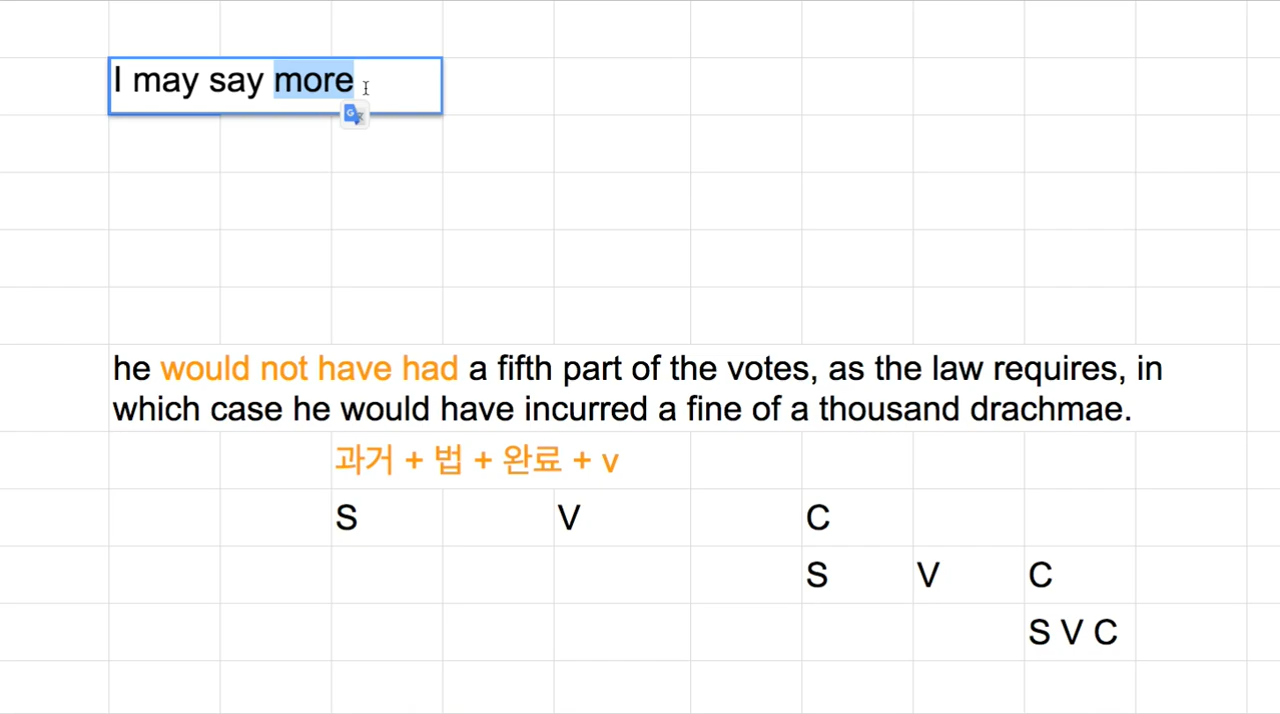 I may say more
he would not have had a fifth part of the votes, as the law requires, in
which case he would have incurred a fine of a thousand drachmae.
과거 + 법 + 완료 + v
S V C
S V C
S V C